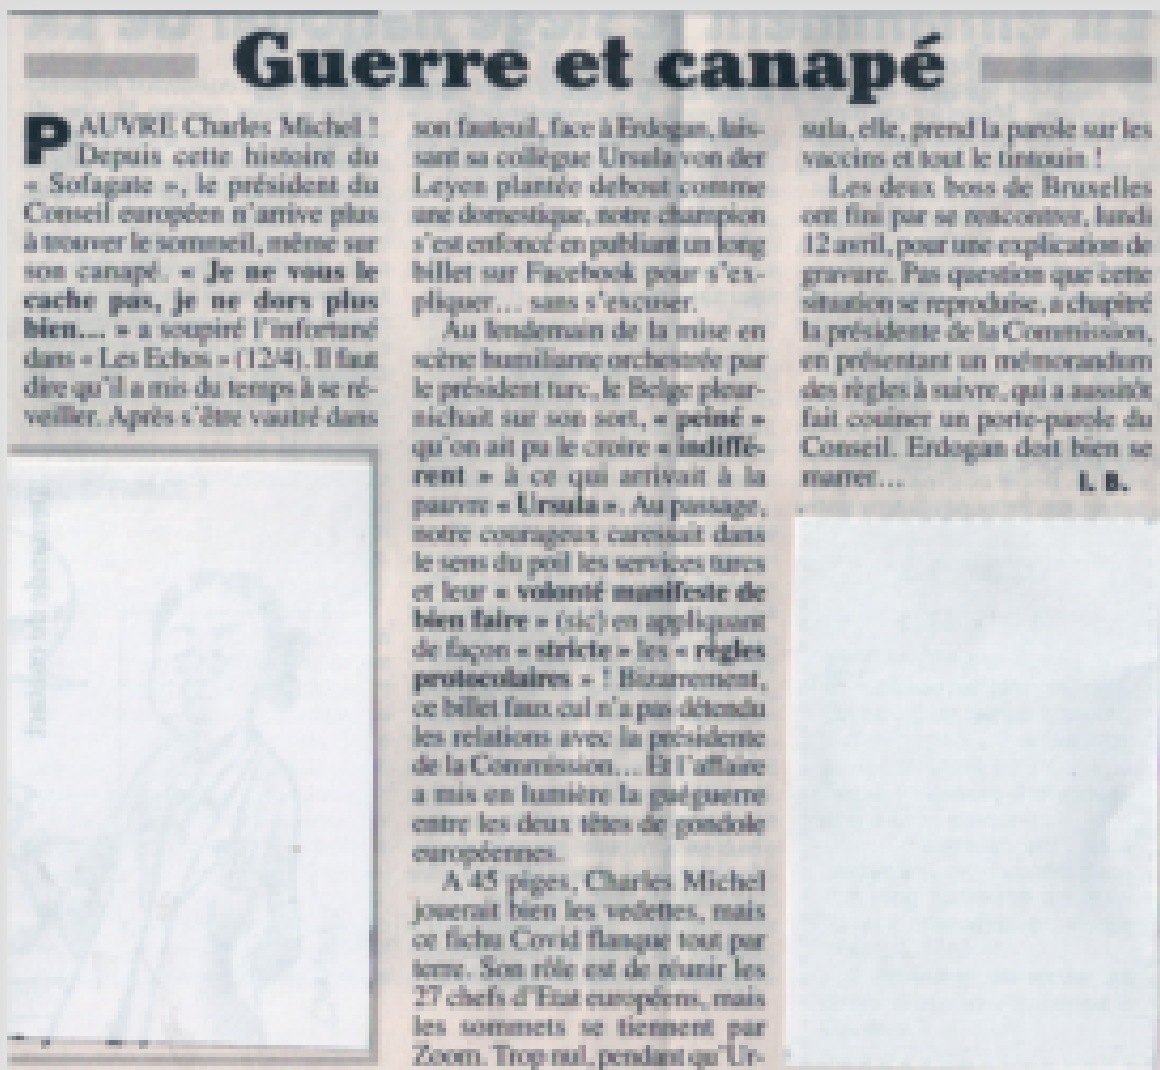 Guerre et canapé
PAUVRE Charles Michel !
Depuis cette histoire du
« Sofagate », le président du
Conseil européen n'arrive plus
à trouver le sommeil, même sur
son canapé. « Je ne vous le
cache pas, je ne dors plus
bien... » a soupiré l'infortuné
dans « Les Echos » (12/4). Il faut
dire qu'il a mis du temps à se ré-
veiller. Après s'être vautré dans
son fauteuil, face à Erdogan, lais-
sant sa collègue Ursula von der
Leyen plantée debout comme
une domestique, notre champion
s'est enfoncé en publiant un long
billet sur Facebook pour s'ex-
pliquer... sans s'excuser.
Au lendemain de la mise en
scène humiliante orchestrée par
le président turc, le Belge pleur-
nichait sur son sort, « peiné »
qu'on ait pu le croire « indiffé-
rent » à ce qui arrivait à la
pauvre « Ursula ». Au passage,
notre courageux caressait dans
le sens du poil les services turcs
et leur « volonté manifeste de
bien faire » (sic) en appliquant
de façon « stricte » les « règles
protocolaires » ! Bizarrement,
ce billet faux cul n'a pas détendu
les relations avec la présidente
de la Commission... Et l'affaire
a mis en lumière la guéguerre
entre les deux têtes de gondole
européennes.
A 45 piges, Charles Michel
jouerait bien les vedettes, mais
ce fichu Covid flanque tout par
terre. Son rôle est de réunir les
27 chefs d'Etat européens, mais
les sommets se tiennent par
Zoom. Trop nul, pendant qu'Ur-
sula, elle, prend la parole sur les
vaccins et tout le tintouin !
Les deux boss de Bruxelles
ont fini par se rencontrer, lundi
12 avril, pour une explication de
gravure. Pas question que cette
situation se reproduise, a chapitré
la présidente de la Commission,
en présentant un mémorandum
des règles à suivre, qui a aussitôt
fait couiner un porte-parole du
Conseil. Erdogan doit bien se
marrer...
I. B.